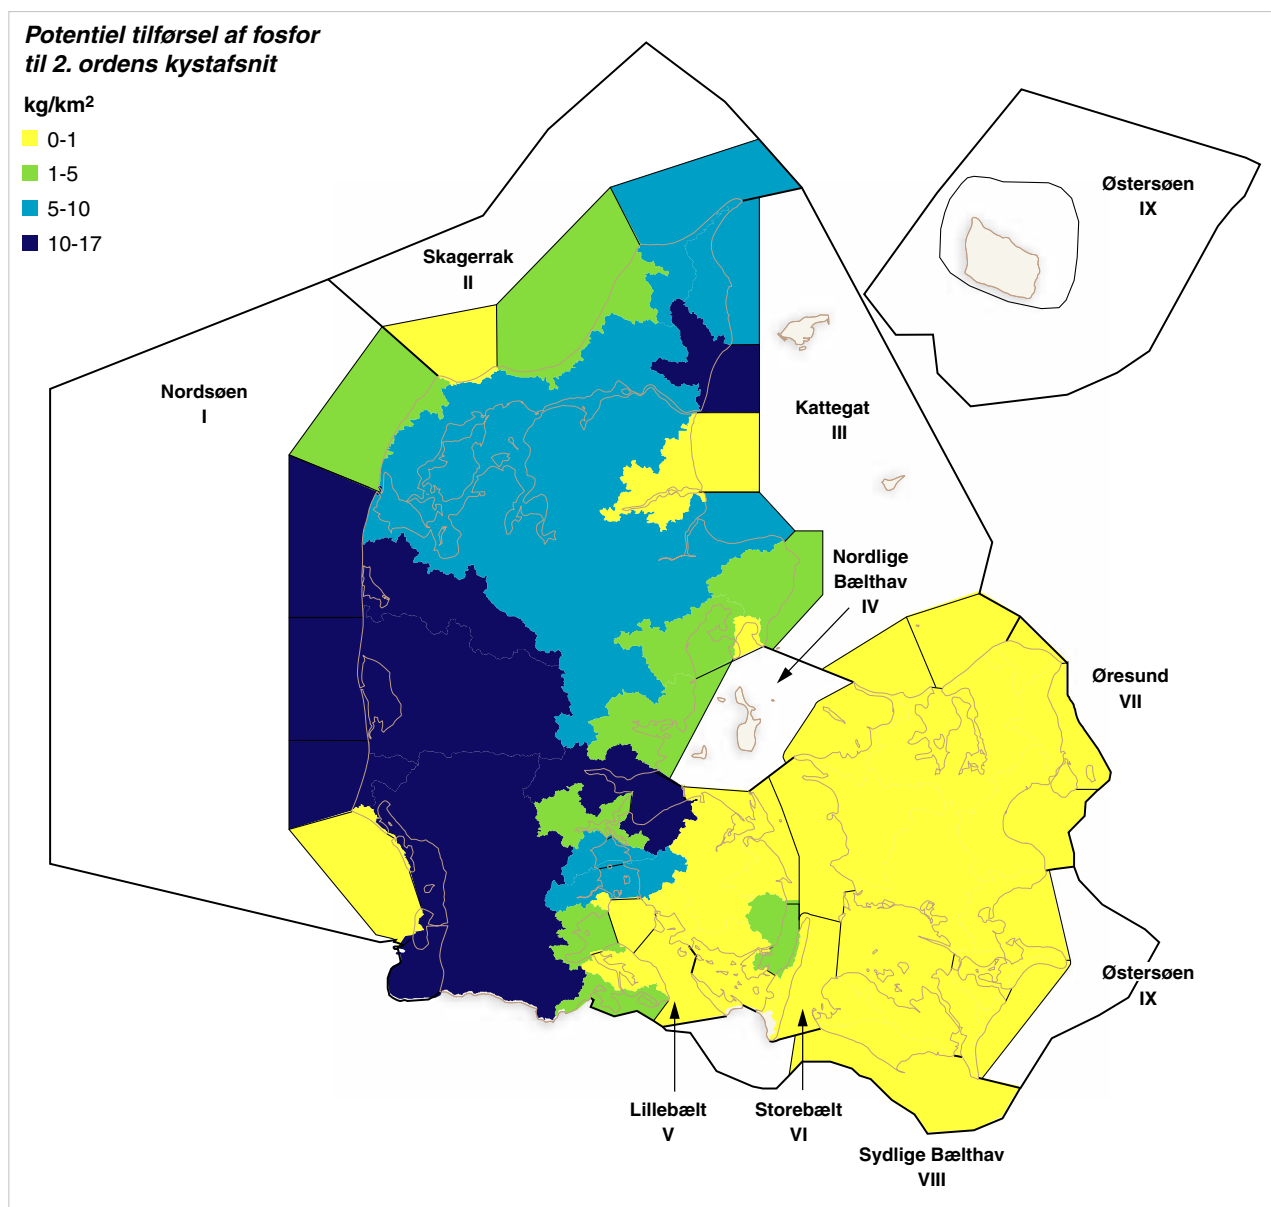 Potentiel tilførsel af fosfor
til 2. ordens kystafsnit
kg/km²
0-1
1-5
5-10
10-17
Østersøen
IX
Skagerrak
II
Nordsøen
I
Kattegat
III
Nordlige
Bælthav
IV
Øresund
VII
Østersøen
IX
Lillebælt
V
Storebælt
VI
Sydlige Bælthav
VIII